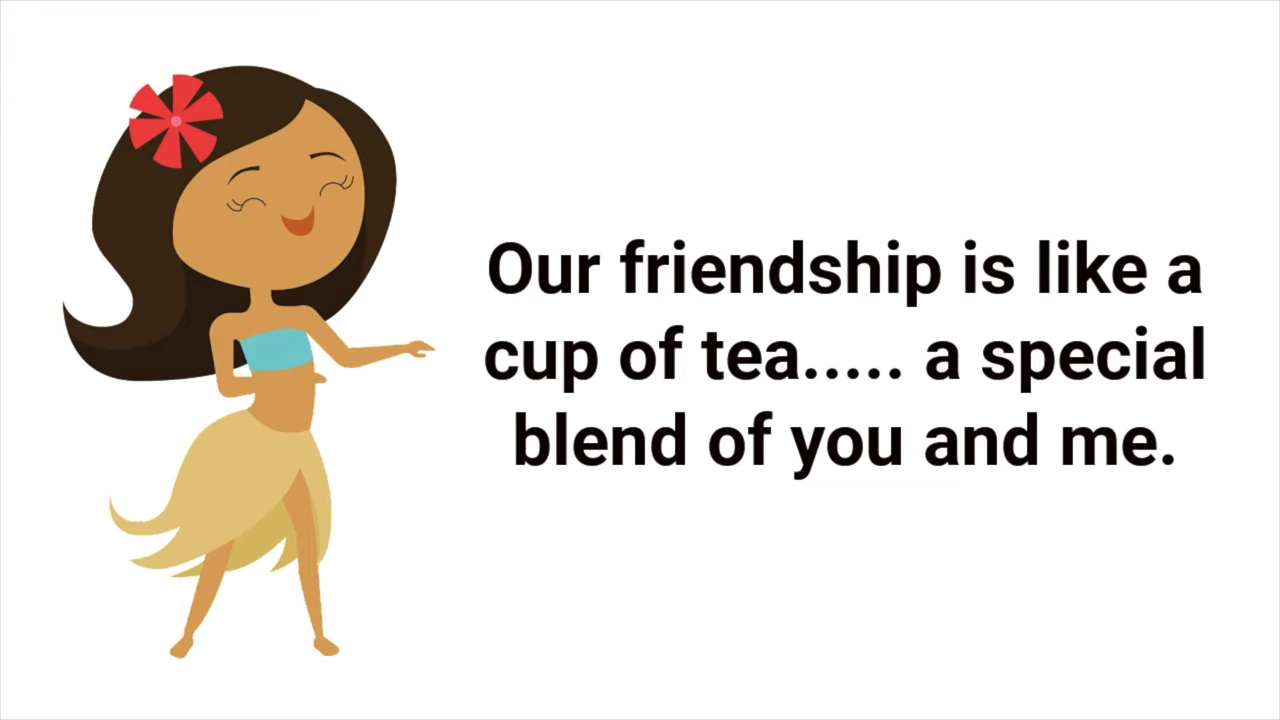 Our friendship is like a
cup of tea..... a special
blend of you and me.